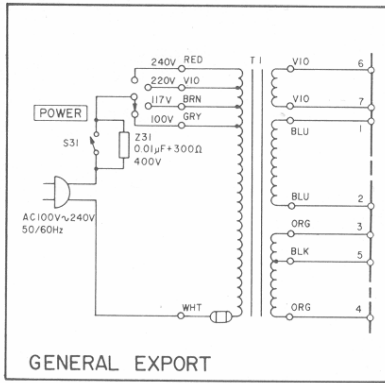 240V RED T1 VIO 6
220V VIO
117V BRN VIO 7
100V GRY
POWER
BLU 1
S31
Z31
0.01µF+300Ω
400V
BLU 2
AC100V~240V
50/60Hz
ORG 3
BLK 5
WHT ORG 4
GENERAL EXPORT